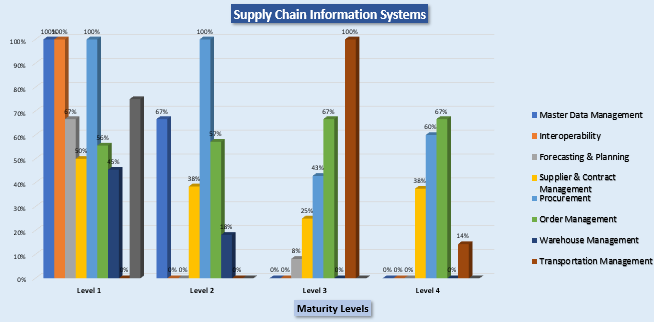 Supply Chain Information Systems
100%
90%
80%
70%
60%
50%
40%
30%
20%
10%
0%
100% 100% 67% 50% 100% 56% 45% 0%
67% 0% 0% 38% 100% 57% 18% 0%
0% 0% 8% 25% 43% 67% 0% 100%
0% 0% 0% 38% 60% 67% 0% 14%
Level 1 Level 2 Level 3 Level 4
Maturity Levels
Master Data Management
Interoperability
Forecasting & Planning
Supplier & Contract
Management
Procurement
Order Management
Warehouse Management
Transportation Management